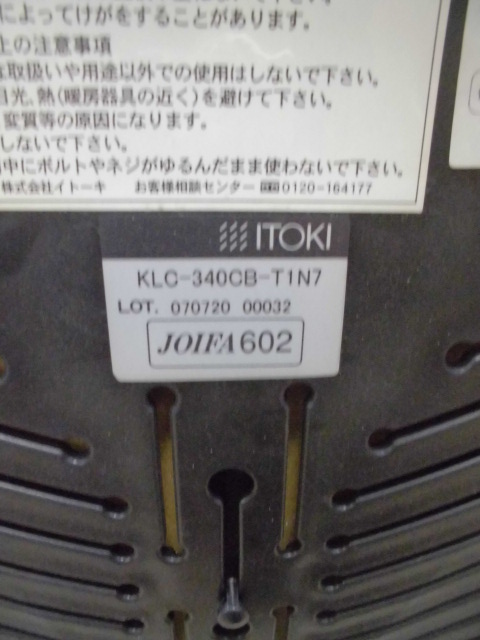 によってけがをすることがあります。
上の注意事項
な取扱いや用途以外での使用はしないで下さい。
日光、熱(暖房器具の近く)を避けて下さい。
変質等の原因になります。
しないで下さい。
中にボルトやネジがゆるんだまま使わないで下さい。
株式会社イトーキ お客様相談センター 0120-164177
ITOKI
KLC-340CB-T1N7
LOT. 070720 00032
JOIFA602